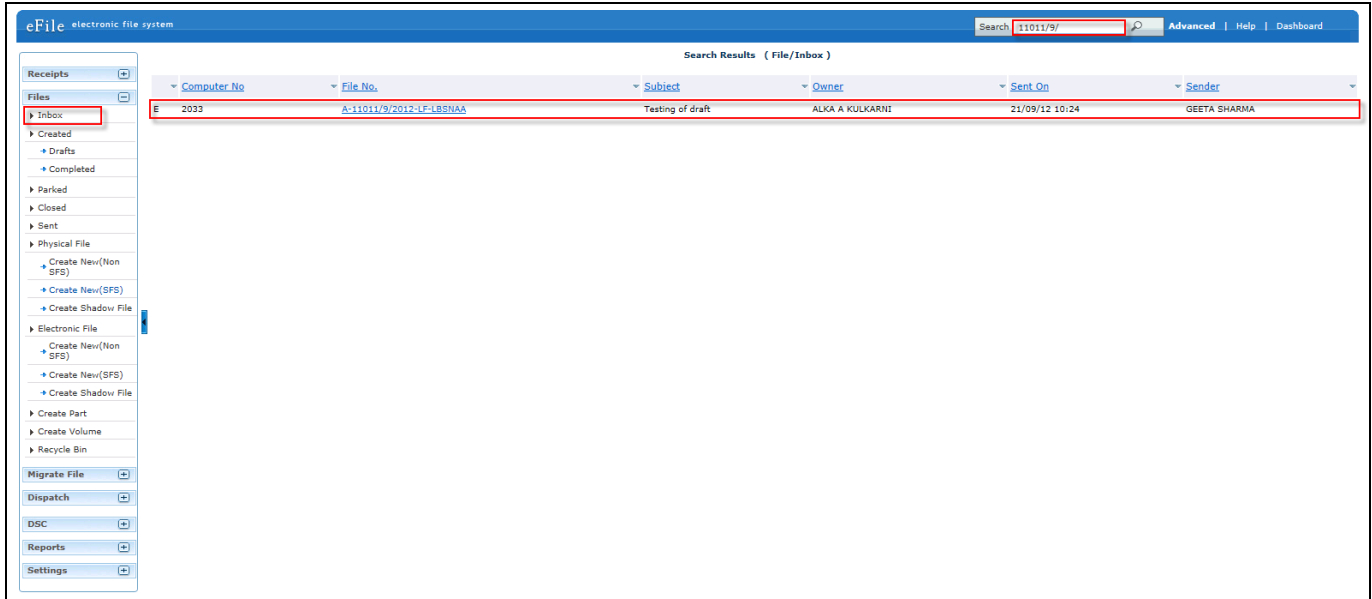 eFile electronic file system
Search 11011/9/ Advanced | Help | Dashboard
Search Results ( File/Inbox )
Receipts
Files
Inbox
Created
Drafts
Completed
Parked
Closed
Sent
Physical File
Create New(Non
SFS)
Create New(SFS)
Create Shadow File
Electronic File
Create New(Non
SFS)
Create New(SFS)
Create Shadow File
Create Part
Create Volume
Recycle Bin
Migrate File
Dispatch
DSC
Reports
Settings
Computer No File No. Subject Owner Sent On Sender
E 2033 A-11011/9/2012-LF-LBSNAA Testing of draft ALKA A KULKARNI 21/09/12 10:24 GEETA SHARMA